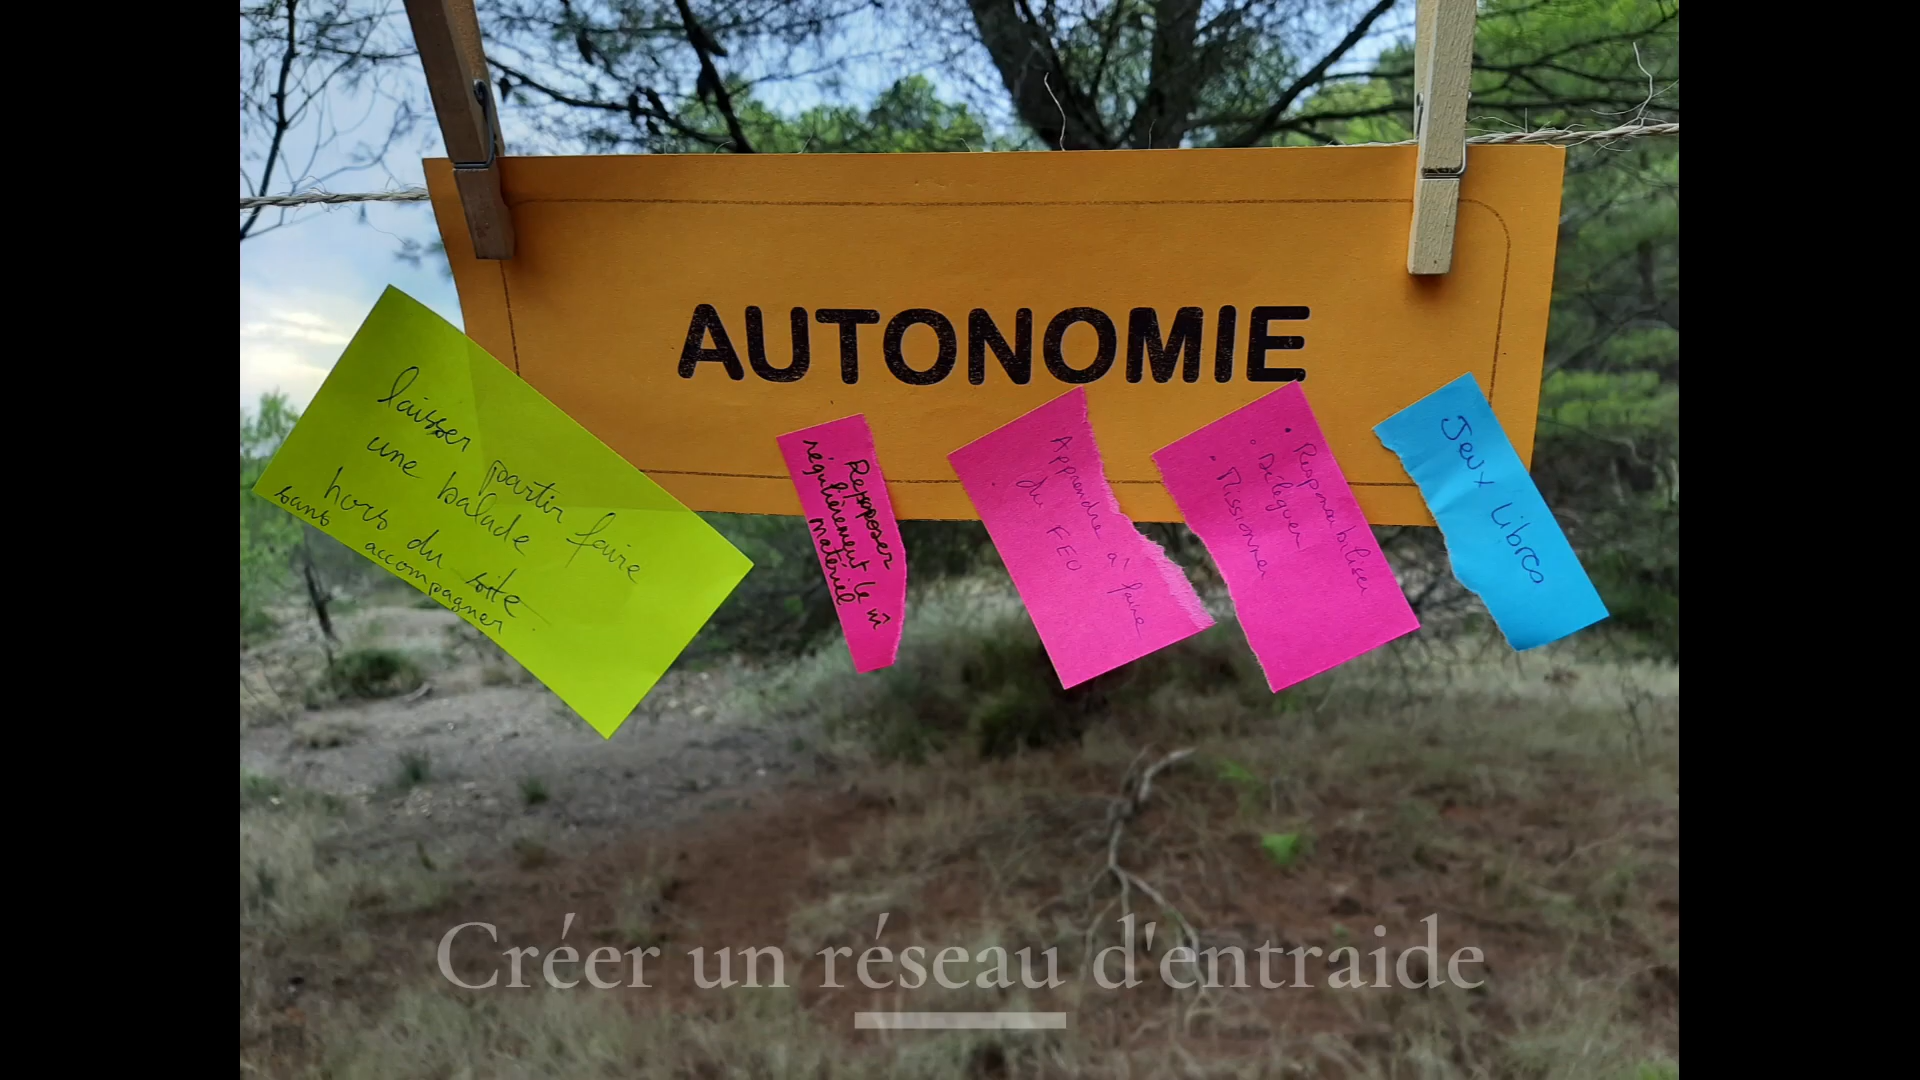 AUTONOMIE
laisser partir faire
une balade
hors du site
sans accompagner.
Reproposer
régulièrement le m̂
matériel
Apprendre à faire
du FEU
• Responsabiliser
• Déléguer
• Missionner
Jeux Libres
Créer un réseau d'entraide